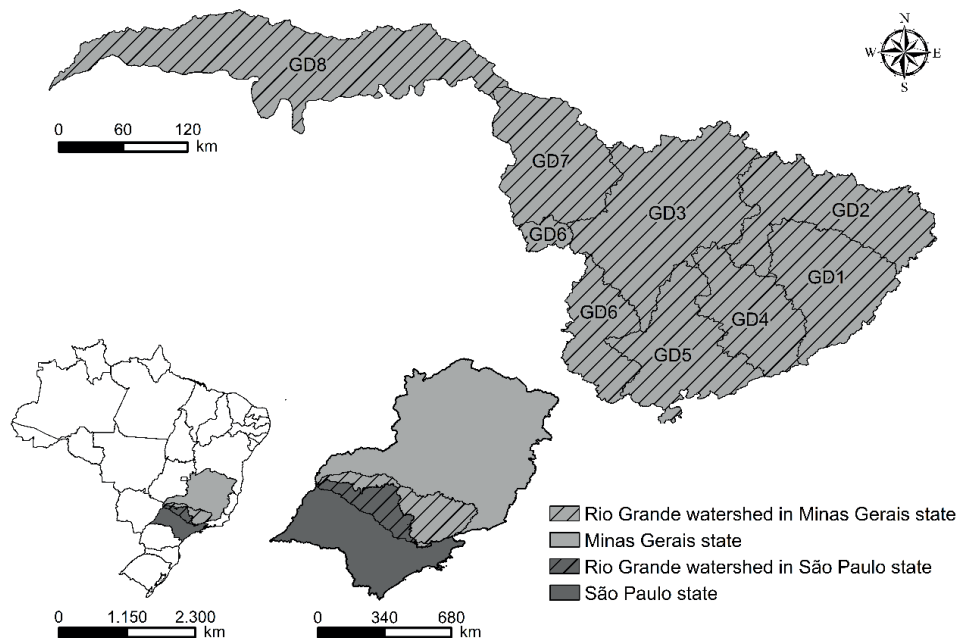 N
W E
S
GD8
0 60 120
km
GD7
GD3
GD2
GD6
GD1
GD6
GD4
GD5
Rio Grande watershed in Minas Gerais state
Minas Gerais state
Rio Grande watershed in São Paulo state
São Paulo state
0 1.150 2.300
km
0 340 680
km